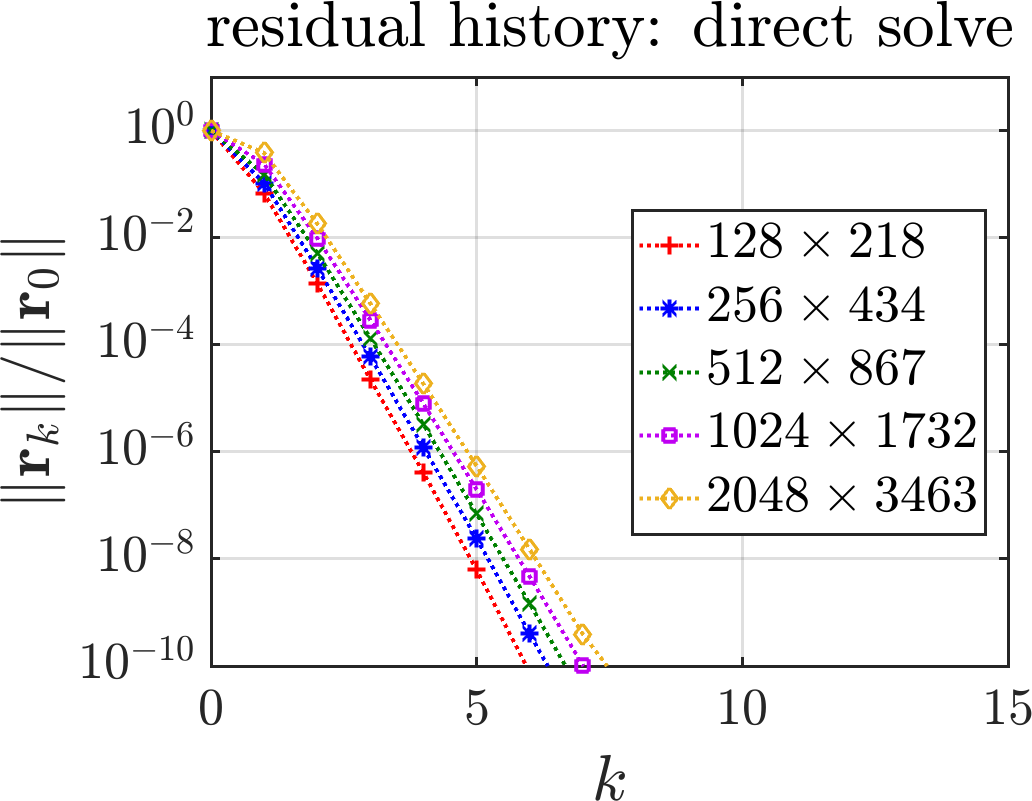 residual history: direct solve
‖r_k‖/‖r_0‖
10^0
10^{-2}
10^{-4}
10^{-6}
10^{-8}
10^{-10}
128 × 218
256 × 434
512 × 867
1024 × 1732
2048 × 3463
0 5 10 15
k